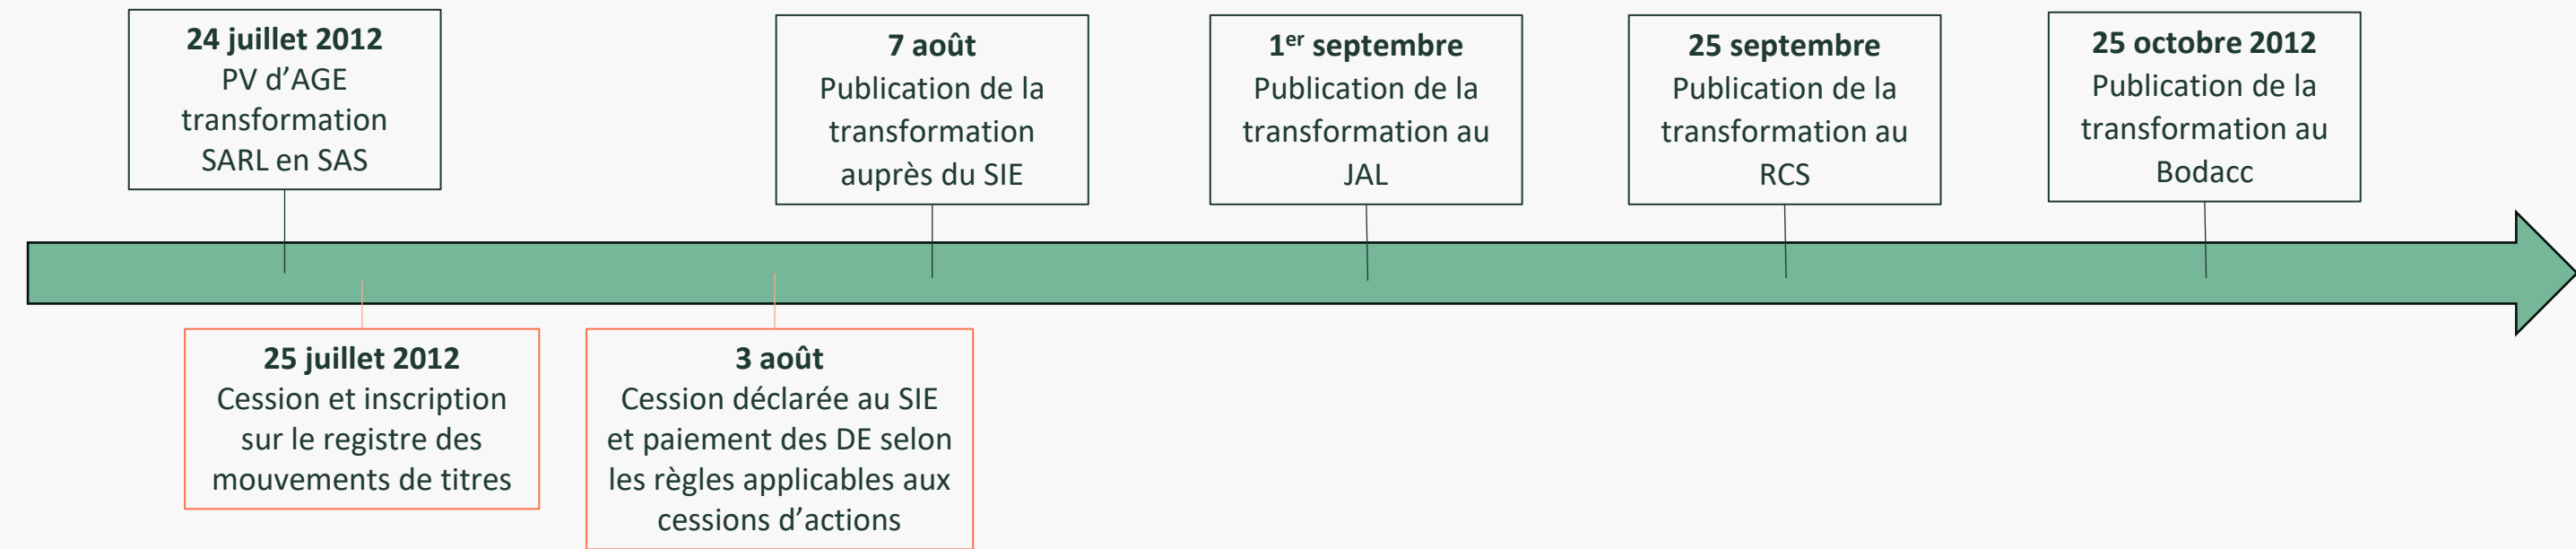 24 juillet 2012
PV d’AGE
transformation
SARL en SAS
7 août
Publication de la
transformation
auprès du SIE
1er septembre
Publication de la
transformation au
JAL
25 septembre
Publication de la
transformation au
RCS
25 octobre 2012
Publication de la
transformation au
Bodacc
25 juillet 2012
Cession et inscription
sur le registre des
mouvements de titres
3 août
Cession déclarée au SIE
et paiement des DE selon
les règles applicables aux
cessions d’actions